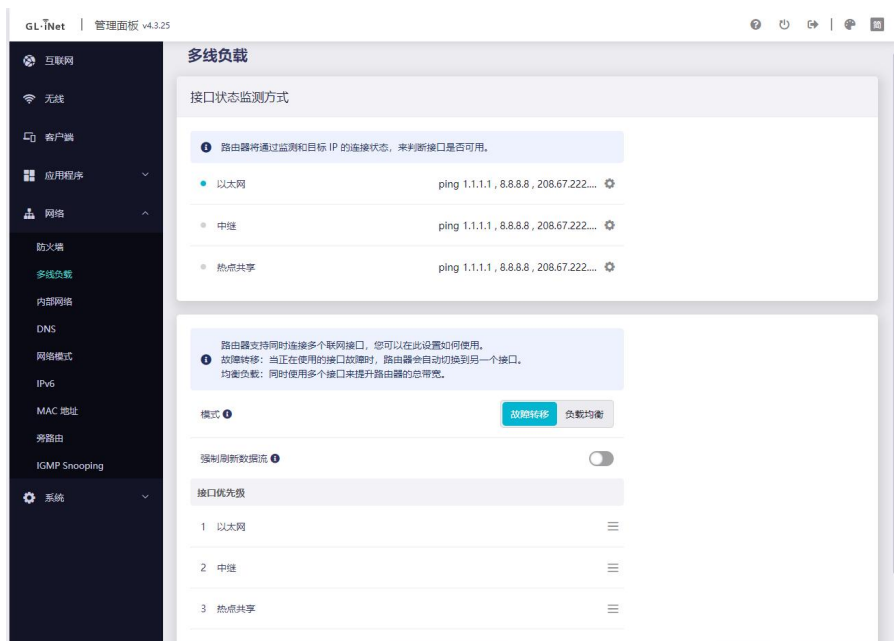 GL·iNet 管理面板 v4.3.25
简
互联网
无线
客户端
应用程序
网络
防火墙
多线负载
内部网络
DNS
网络模式
IPv6
MAC 地址
旁路由
IGMP Snooping
系统
多线负载
接口状态监测方式
路由器将通过监测和目标 IP 的连接状态，来判断接口是否可用。
以太网 ping 1.1.1.1 , 8.8.8.8 , 208.67.222....
中继 ping 1.1.1.1 , 8.8.8.8 , 208.67.222....
热点共享 ping 1.1.1.1 , 8.8.8.8 , 208.67.222....
路由器支持同时连接多个联网接口，您可以在此设置如何使用。
故障转移：当正在使用的接口故障时，路由器会自动切换到另一个接口。
均衡负载：同时使用多个接口来提升路由器的总带宽。
模式 故障转移 负载均衡
强制刷新数据流
接口优先级
1 以太网
2 中继
3 热点共享